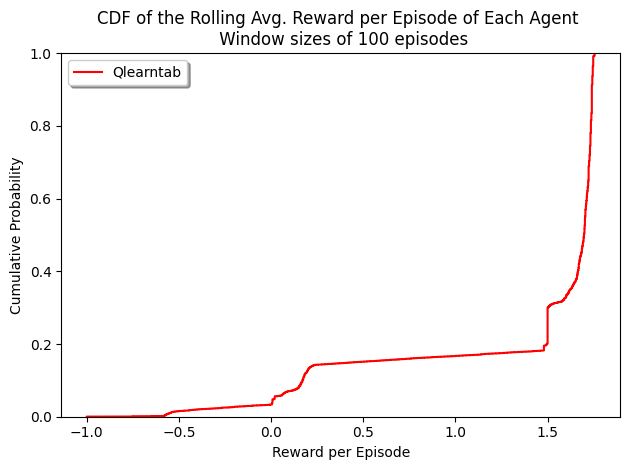 CDF of the Rolling Avg. Reward per Episode of Each Agent
Window sizes of 100 episodes
Qlearntab
Cumulative Probability
1.0
0.8
0.6
0.4
0.2
0.0
−1.0 −0.5 0.0 0.5 1.0 1.5
Reward per Episode